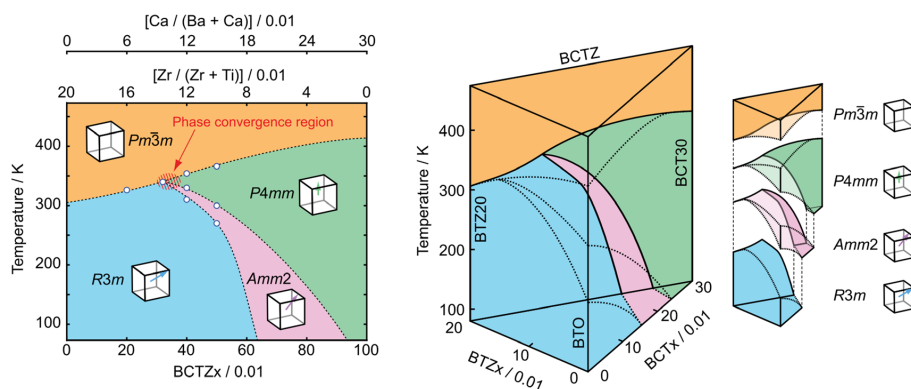 [Ca / (Ba + Ca)] / 0.01
0 6 12 18 24 30
[Zr / (Zr + Ti)] / 0.01
20 16 12 8 4 0
Phase convergence region
Pm3̅m
P4mm
R3m
Amm2
Temperature / K
400
300
200
100
0 20 40 60 80 100
BCTZx / 0.01
BCTZ
BTZ20
BCT30
BTO
Temperature / K
400
300
200
100
20
10
0
BTZx / 0.01
0
10
20
30
BCTx / 0.01
Pm3̅m
P4mm
Amm2
R3m